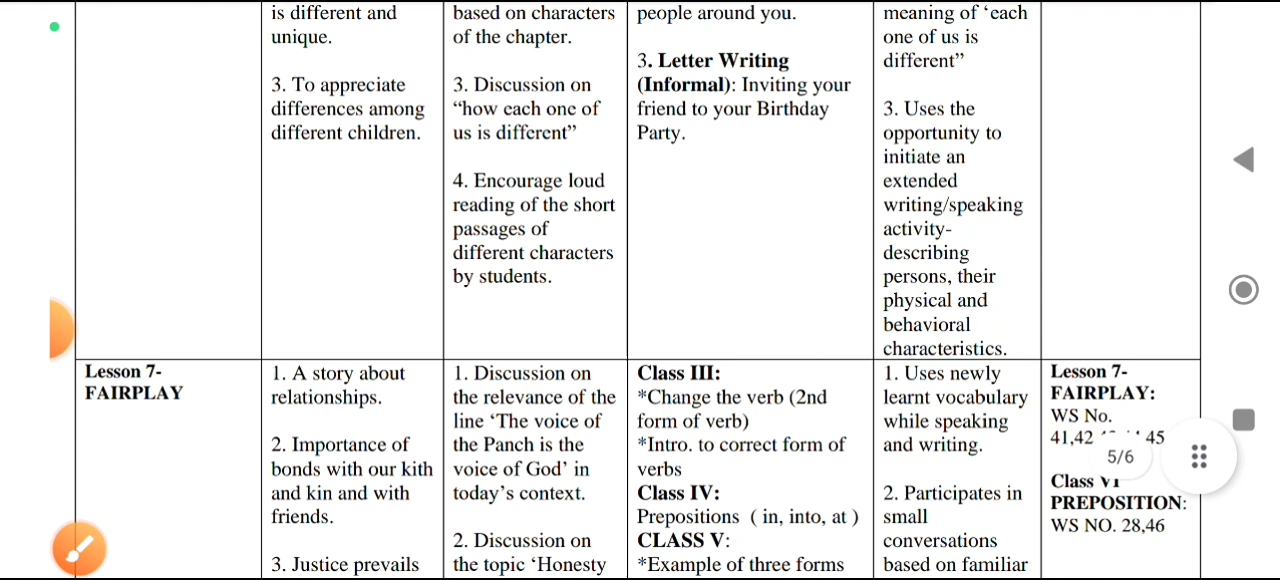 is different and
unique.
3. To appreciate
differences among
different children.
based on characters
of the chapter.
3. Discussion on
“how each one of
us is different”
4. Encourage loud
reading of the short
passages of
different characters
by students.
people around you.
3. Letter Writing
(Informal): Inviting your
friend to your Birthday
Party.
meaning of ‘each
one of us is
different”
3. Uses the
opportunity to
initiate an
extended
writing/speaking
activity-
describing
persons, their
physical and
behavioral
characteristics.
Lesson 7-
FAIRPLAY
1. A story about
relationships.
2. Importance of
bonds with our kith
and kin and with
friends.
3. Justice prevails
1. Discussion on
the relevance of the
line ‘The voice of
the Panch is the
voice of God’ in
today’s context.
2. Discussion on
the topic ‘Honesty
Class III:
*Change the verb (2nd
form of verb)
*Intro. to correct form of
verbs
Class IV:
Prepositions ( in, into, at )
CLASS V:
*Example of three forms
1. Uses newly
learnt vocabulary
while speaking
and writing.
2. Participates in
small
conversations
based on familiar
Lesson 7-
FAIRPLAY:
WS No.
41,42 45
5/6
Class
PREPOSITION:
WS NO. 28,46